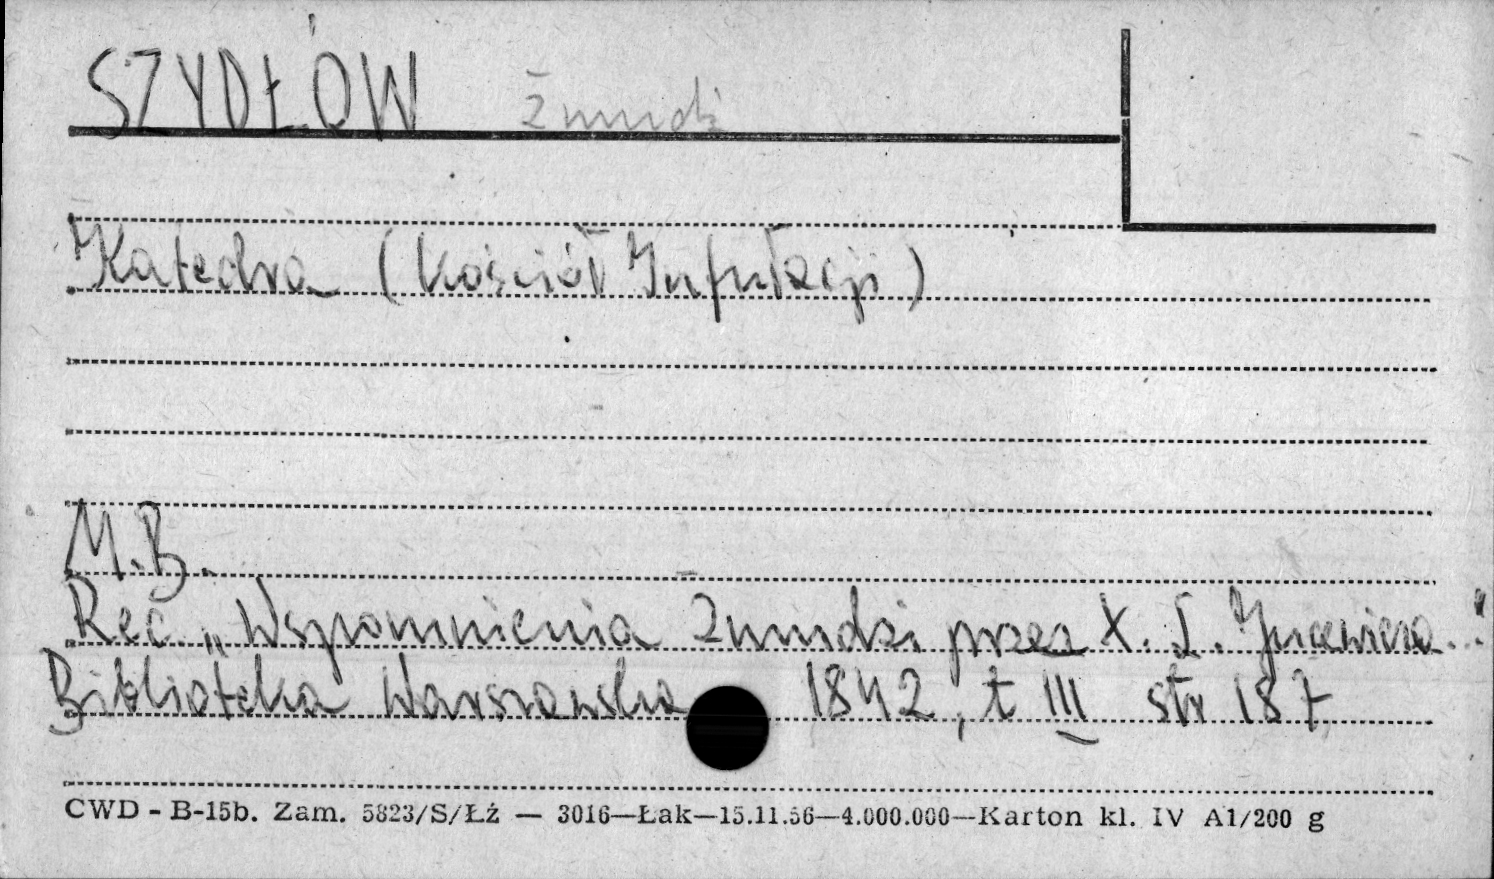 SZYDŁÓW Żmudź
Katedra (Kościół Infułacji)
M.B.
Rec. „Wspomnienia Żmudzi przez X. L. Jucewicza..."
Biblioteka Warszawska 1842, t III str 187
CWD - B-15b. Zam. 5823/S/Łż — 3016—Łak—15.11.56—4.000.000—Karton kl. IV A1/200 g